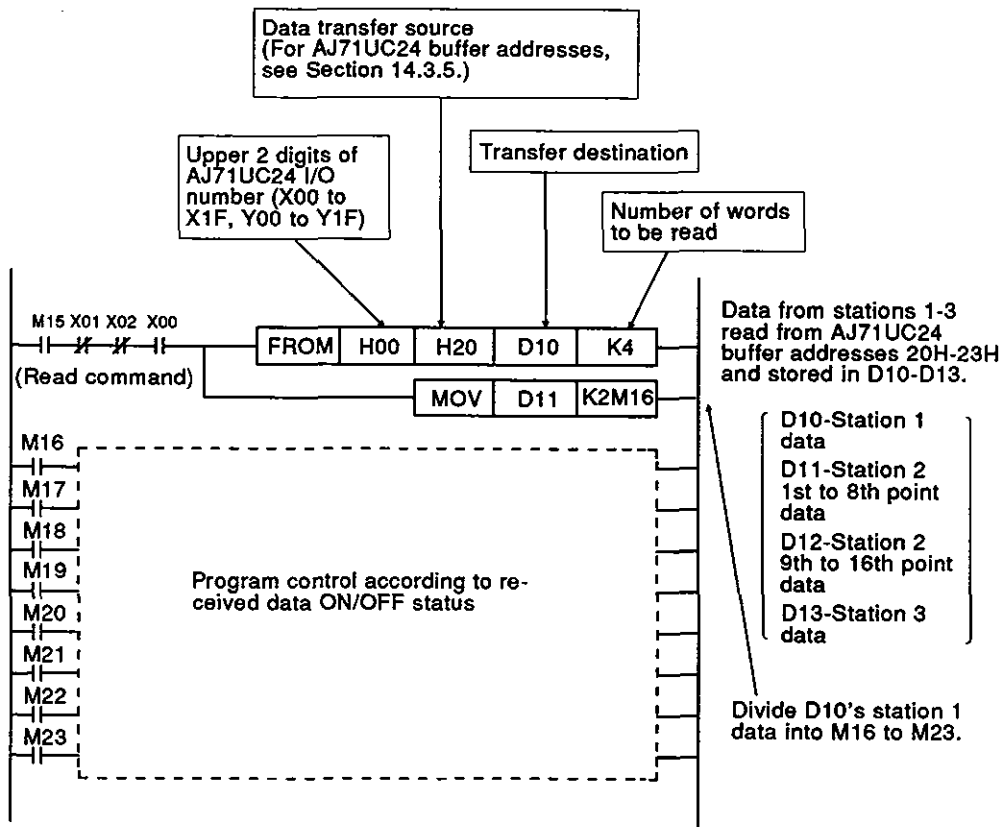 Data transfer source
(For AJ71UC24 buffer addresses,
see Section 14.3.5.)
Upper 2 digits of
AJ71UC24 I/O
number (X00 to
X1F, Y00 to Y1F)
Transfer destination
Number of words
to be read
M15 X01 X02 X00
(Read command)
FROM H00 H20 D10 K4
MOV D11 K2M16
Data from stations 1-3
read from AJ71UC24
buffer addresses 20H-23H
and stored in D10-D13.
D10-Station 1
data
D11-Station 2
1st to 8th point
data
D12-Station 2
9th to 16th point
data
D13-Station 3
data
Divide D10's station 1
data into M16 to M23.
M16
M17
M18
M19
M20
M21
M22
M23
Program control according to re-
ceived data ON/OFF status